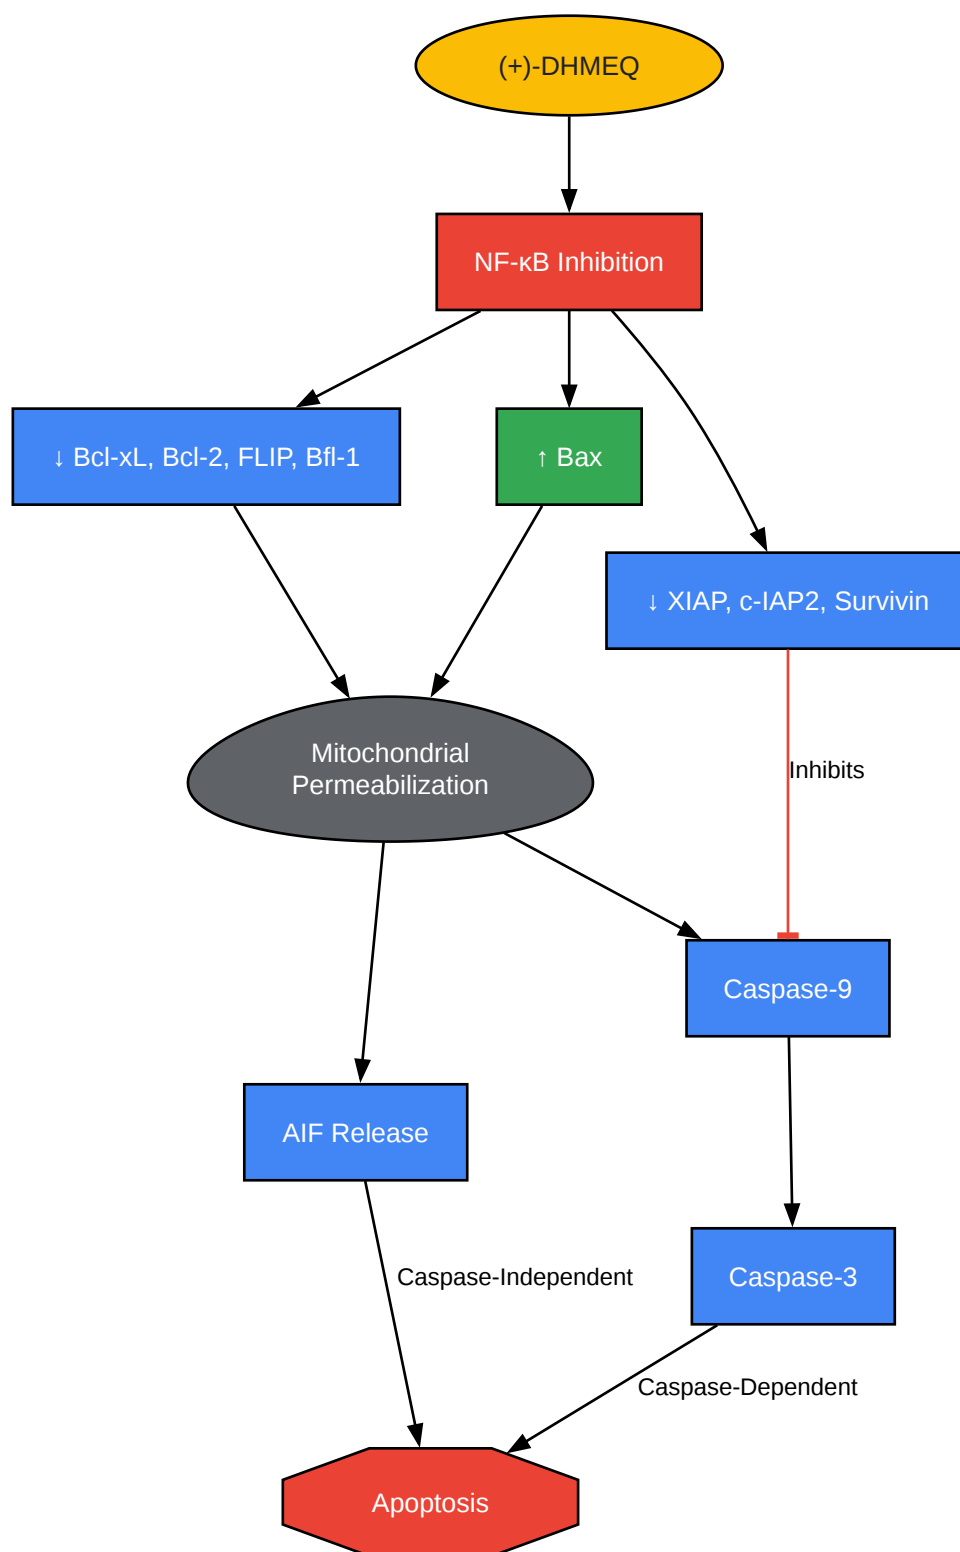 (+)-DHMEQ
NF-κB Inhibition
↓ Bcl-xL, Bcl-2, FLIP, Bfl-1
↑ Bax
↓ XIAP, c-IAP2, Survivin
Mitochondrial
Permeabilization
Inhibits
Caspase-9
AIF Release
Caspase-Independent
Caspase-3
Caspase-Dependent
Apoptosis